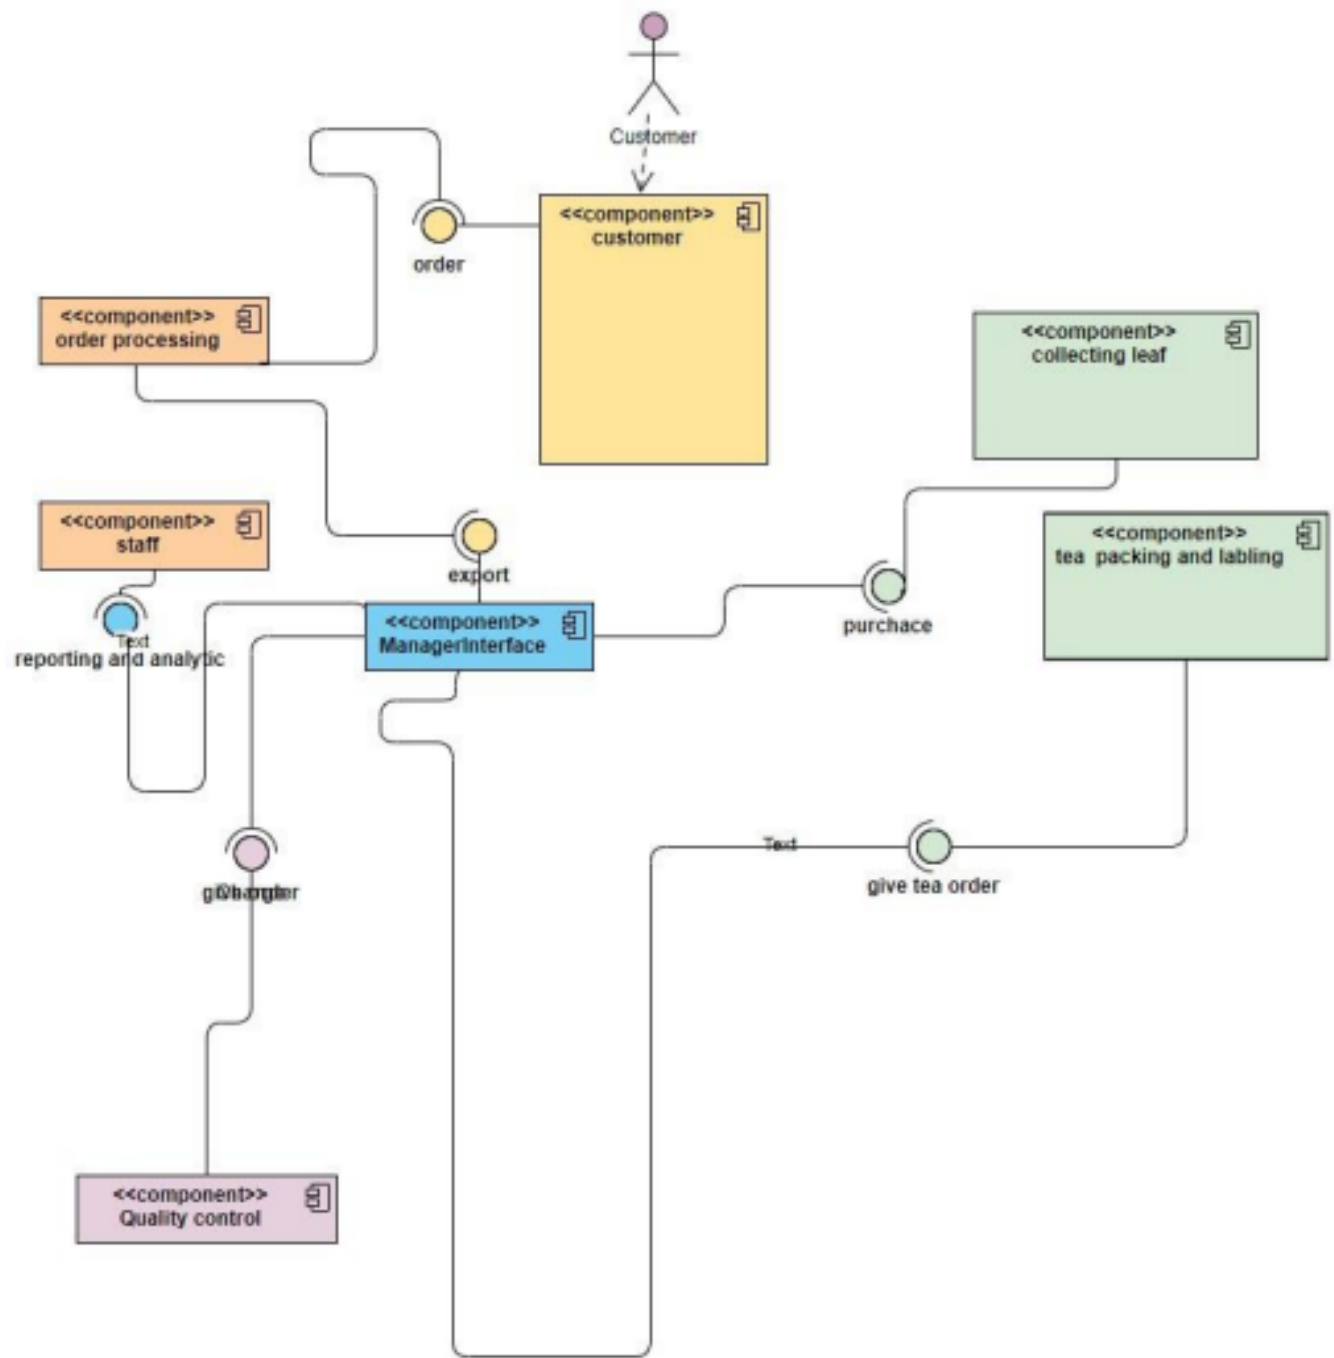 Customer
<<component>>
customer
order
<<component>>
order processing
<<component>>
collecting leaf
<<component>>
staff
<<component>>
tea packing and labling
export
<<component>>
ManagerInterface
purchace
Text
reporting and analytic
Text
give tea order
<<component>>
Quality control